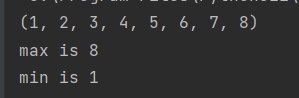 (1, 2, 3, 4, 5, 6, 7, 8)
max is 8
min is 1